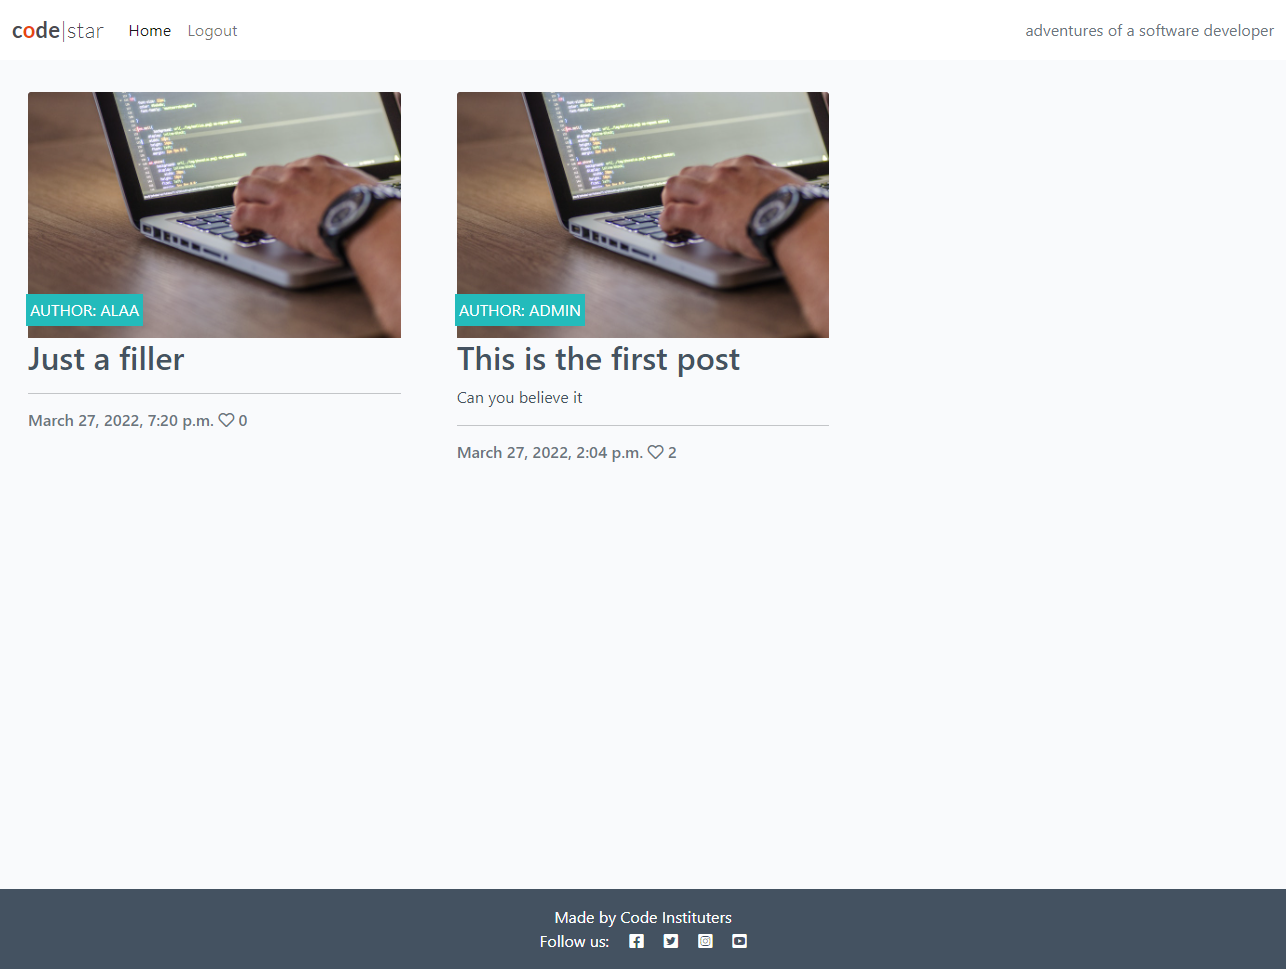 code|star Home Logout adventures of a software developer
AUTHOR: ALAA
Just a filler
March 27, 2022, 7:20 p.m. 0
AUTHOR: ADMIN
This is the first post
Can you believe it
March 27, 2022, 2:04 p.m. 2
Made by Code Instituters
Follow us: